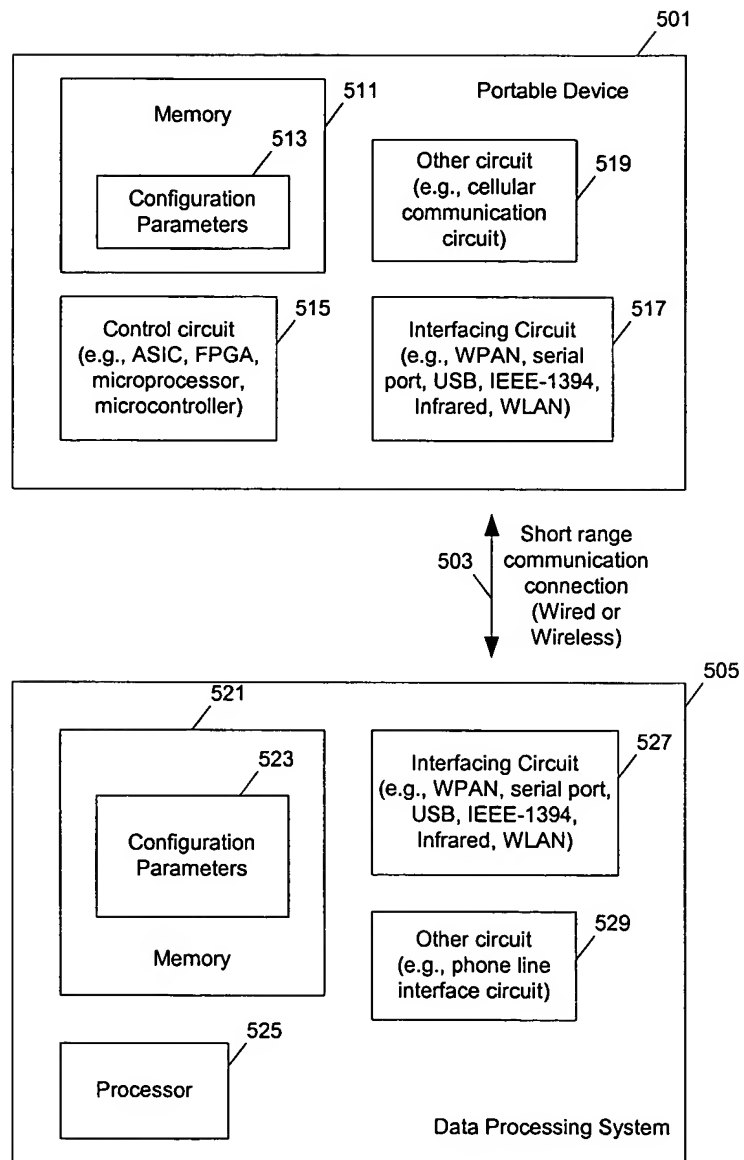 501
Portable Device
511
Memory
513
Configuration
Parameters
Other circuit
(e.g., cellular
communication
circuit)
519
Control circuit
(e.g., ASIC, FPGA,
microprocessor,
microcontroller)
515
Interfacing Circuit
(e.g., WPAN, serial
port, USB, IEEE-1394,
Infrared, WLAN)
517
503
Short range
communication
connection
(Wired or
Wireless)
505
521
523
Configuration
Parameters
Memory
Interfacing Circuit
(e.g., WPAN, serial port,
USB, IEEE-1394,
Infrared, WLAN)
527
Other circuit
(e.g., phone line
interface circuit)
529
525
Processor
Data Processing System